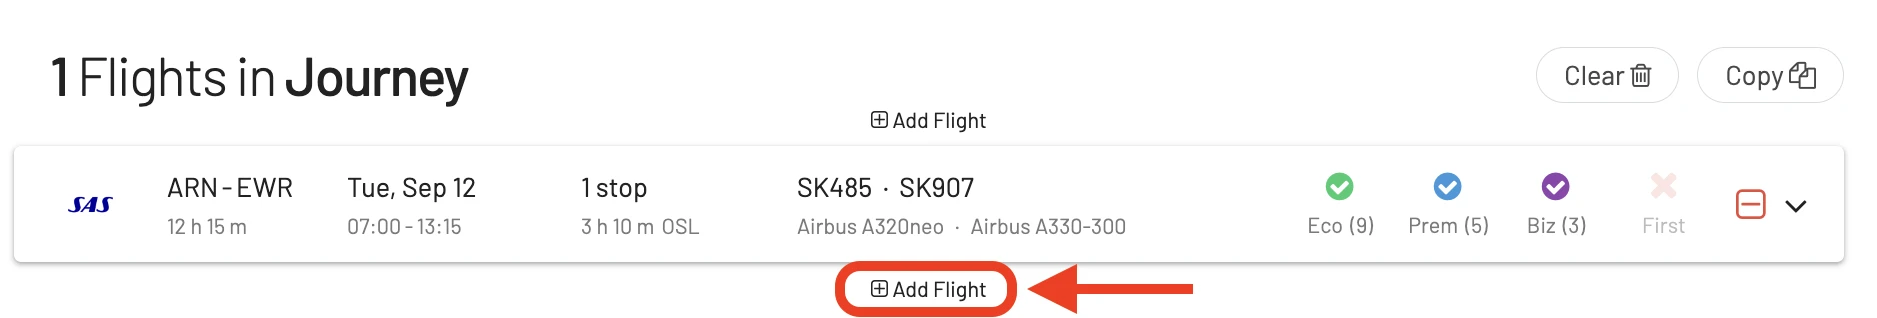 1 Flights in Journey
Clear
Copy
Add Flight
SAS
ARN - EWR
Tue, Sep 12
1 stop
SK485 · SK907
12 h 15 m
07:00 - 13:15
3 h 10 m OSL
Airbus A320neo · Airbus A330-300
Eco (9)
Prem (5)
Biz (3)
First
Add Flight